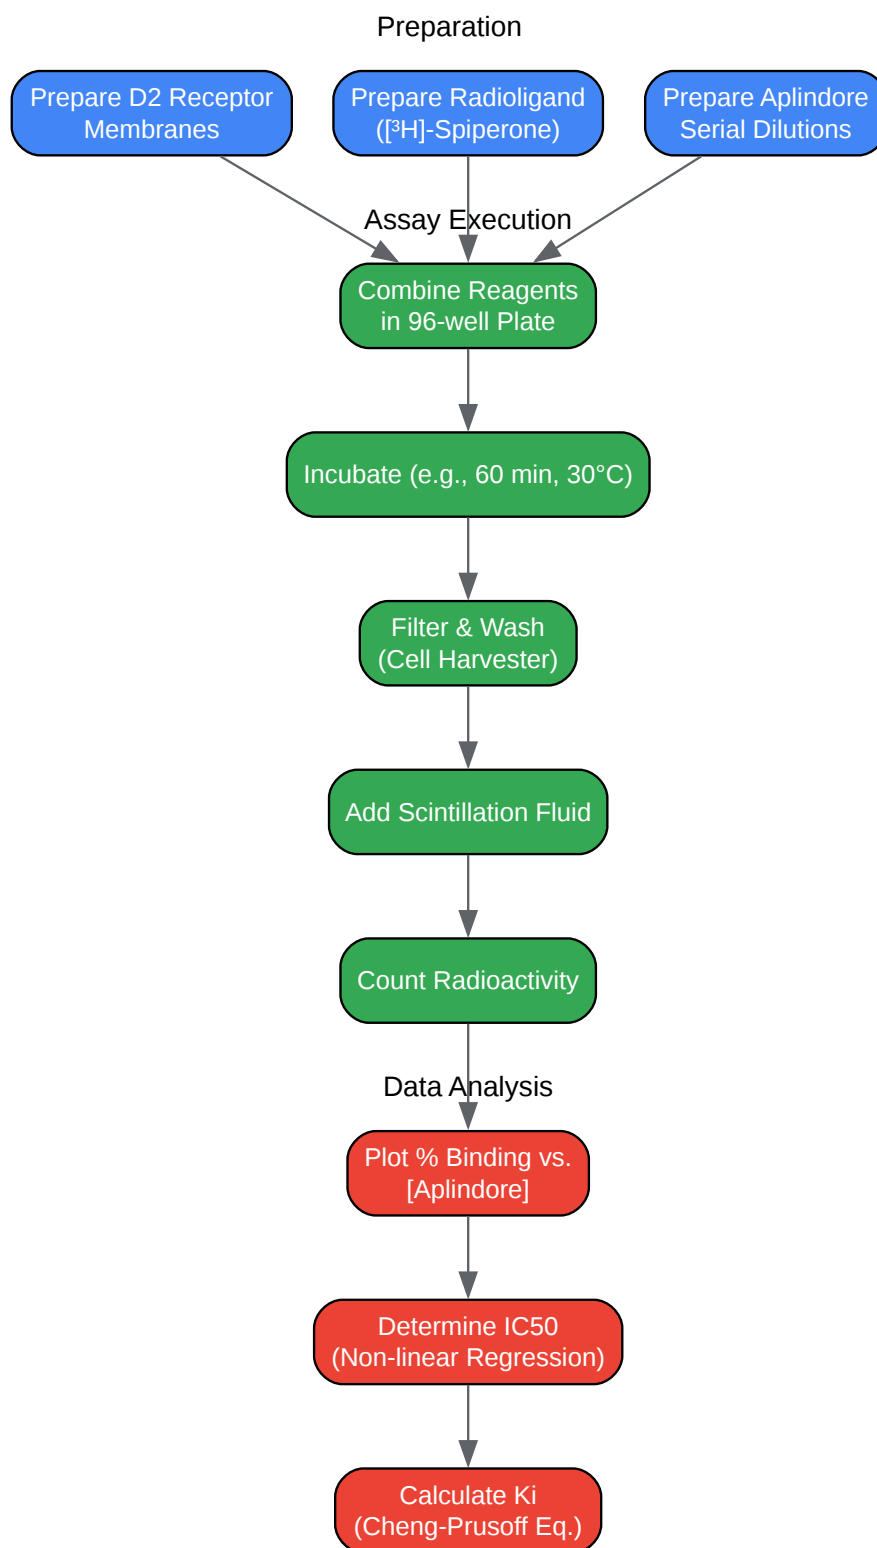 Preparation
Prepare D2 Receptor
Membranes
Prepare Radioligand
([³H]-Spiperone)
Prepare Aplindore
Serial Dilutions
Assay Execution
Combine Reagents
in 96-well Plate
Incubate (e.g., 60 min, 30°C)
Filter & Wash
(Cell Harvester)
Add Scintillation Fluid
Count Radioactivity
Data Analysis
Plot % Binding vs.
[Aplindore]
Determine IC50
(Non-linear Regression)
Calculate Ki
(Cheng-Prusoff Eq.)